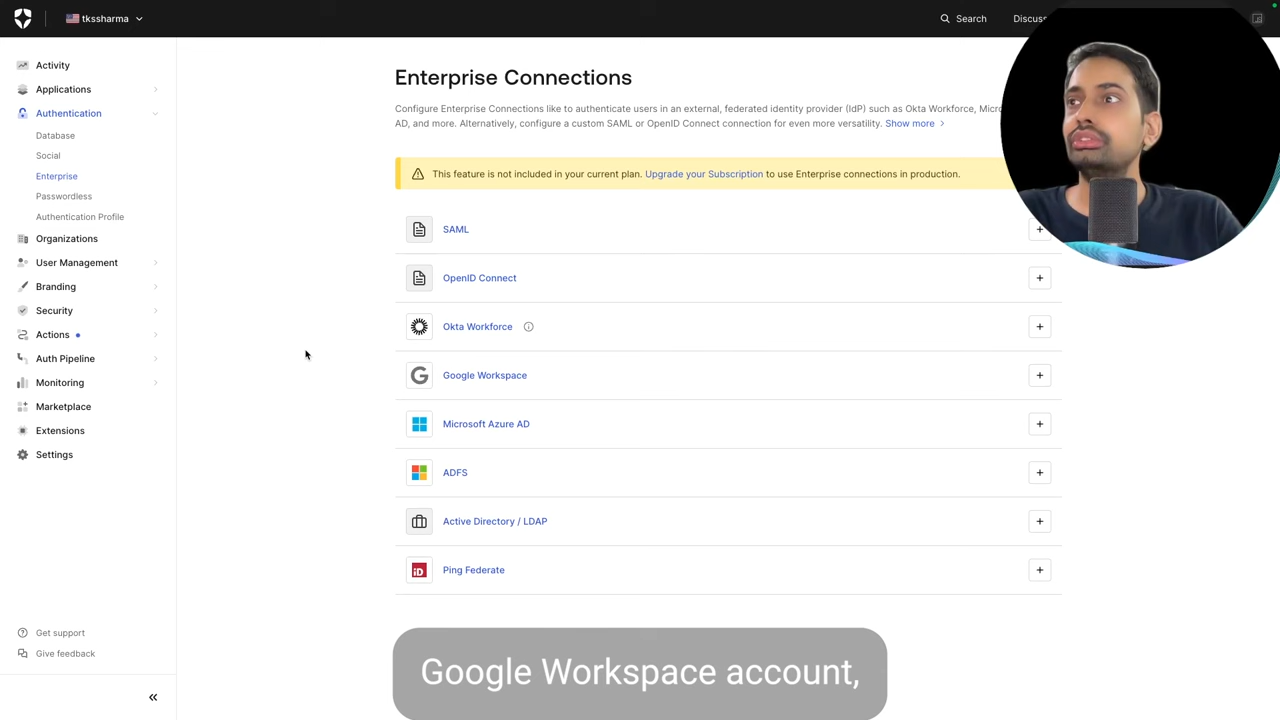 tkssharma
Search
Discuss
Activity
Applications
Authentication
Database
Social
Enterprise
Passwordless
Authentication Profile
Organizations
User Management
Branding
Security
Actions
Auth Pipeline
Monitoring
Marketplace
Extensions
Settings
Get support
Give feedback
Enterprise Connections
Configure Enterprise Connections like to authenticate users in an external, federated identity provider (IdP) such as Okta Workforce, Micro
AD, and more. Alternatively, configure a custom SAML or OpenID Connect connection for even more versatility. Show more
This feature is not included in your current plan. Upgrade your Subscription to use Enterprise connections in production.
SAML
OpenID Connect
Okta Workforce
Google Workspace
Microsoft Azure AD
ADFS
Active Directory / LDAP
Ping Federate
Google Workspace account,